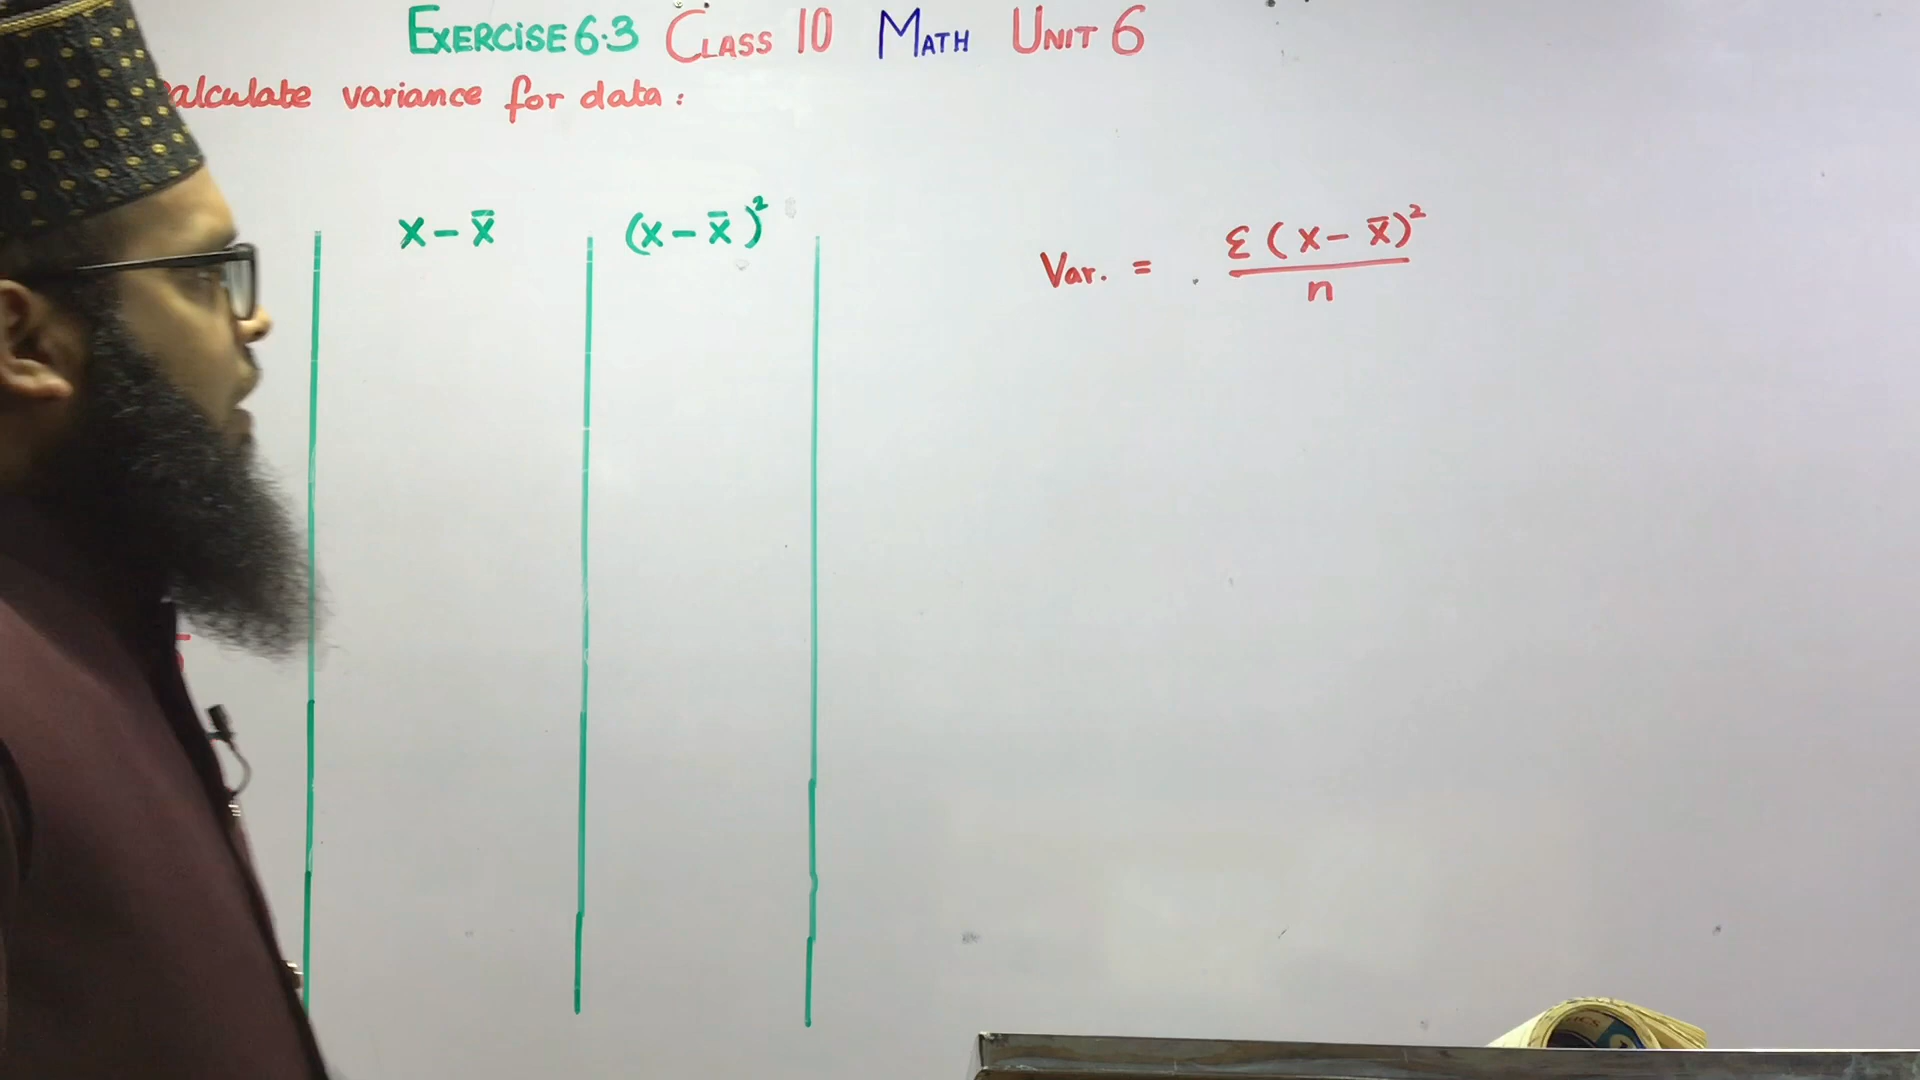 EXERCISE 6.3 CLASS 10 MATH UNIT 6
alculate variance for data :
x - x̄ (x - x̄)²
Var. = Σ(x - x̄)² / n